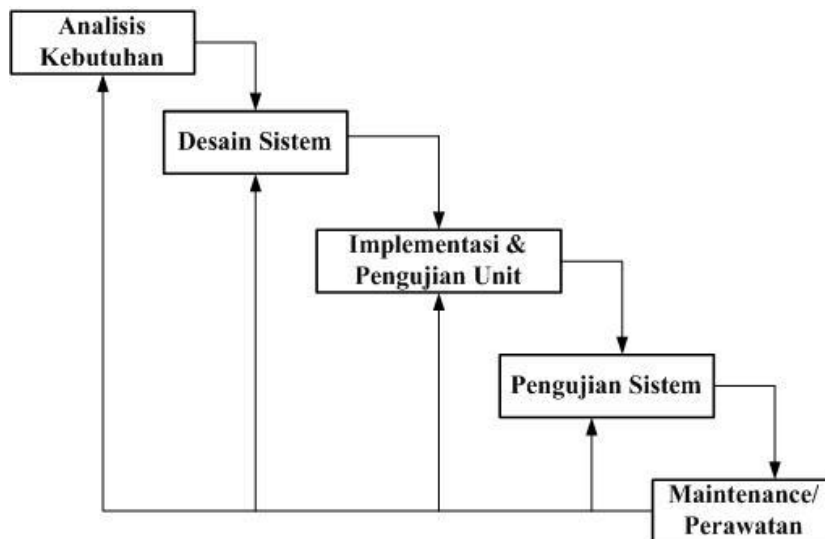 Analisis
Kebutuhan
Desain Sistem
Implementasi &
Pengujian Unit
Pengujian Sistem
Maintenance/
Perawatan